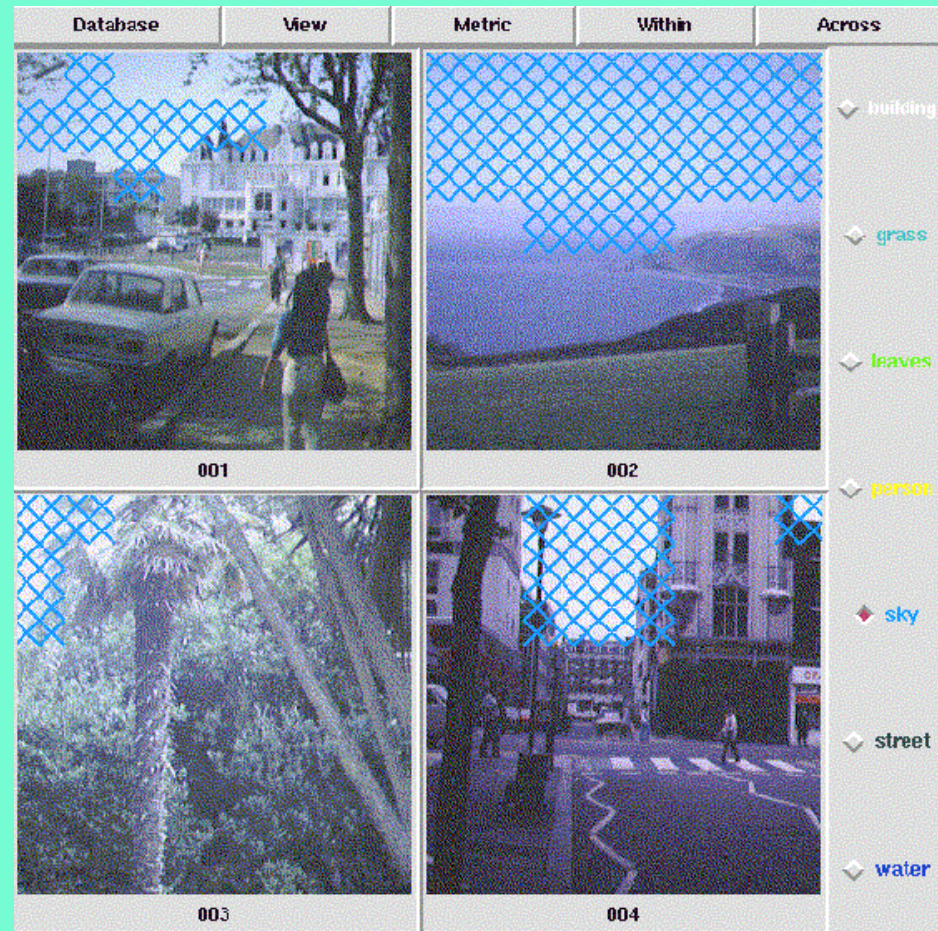 Database View Metric Within Across
building
grass
leaves
001 002
person
sky
street
water
003 004